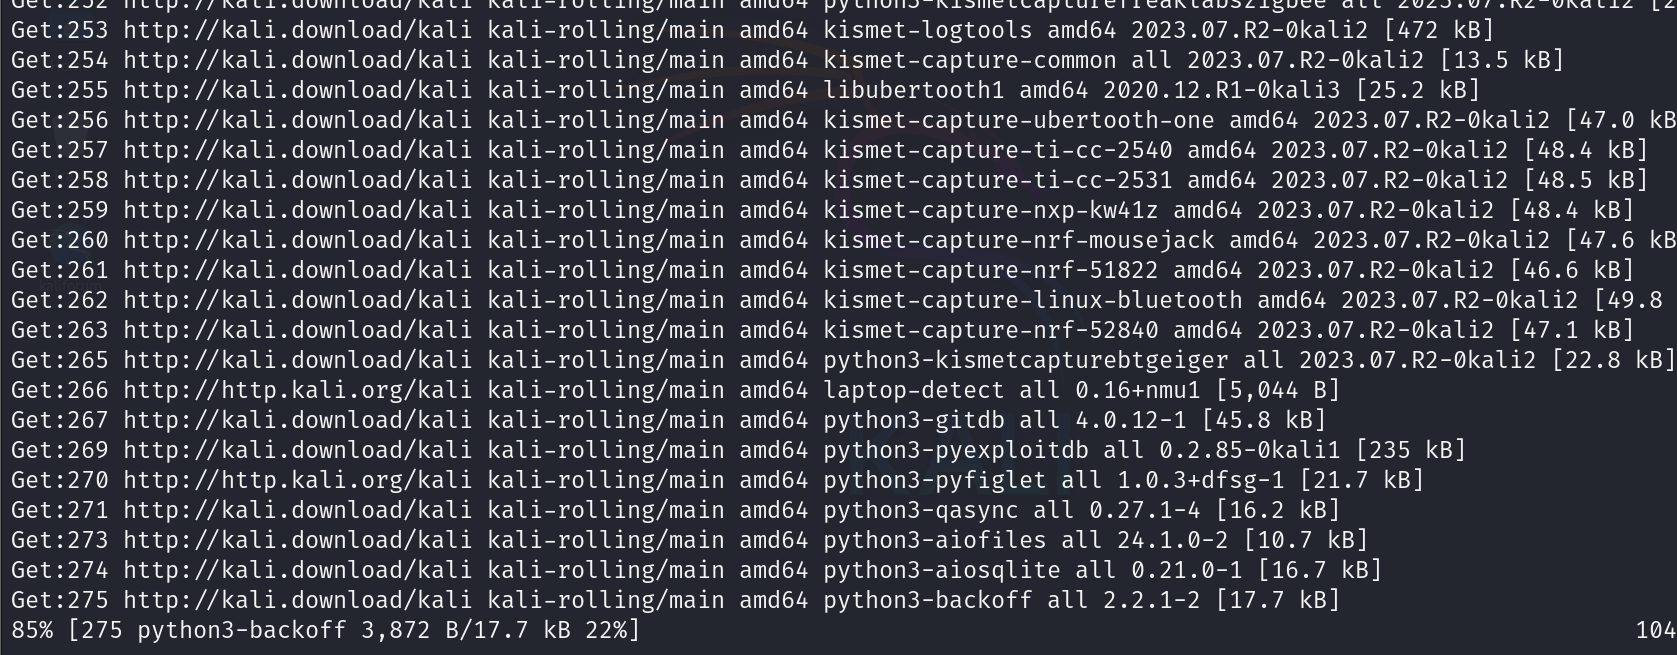 Get:252 http://kali.download/kali kali-rolling/main amd64 python3-kismetcapturefreaklabszigbee all 2023.07.R2-0kali2 [2
Get:253 http://kali.download/kali kali-rolling/main amd64 kismet-logtools amd64 2023.07.R2-0kali2 [472 kB]
Get:254 http://kali.download/kali kali-rolling/main amd64 kismet-capture-common all 2023.07.R2-0kali2 [13.5 kB]
Get:255 http://kali.download/kali kali-rolling/main amd64 libubertooth1 amd64 2020.12.R1-0kali3 [25.2 kB]
Get:256 http://kali.download/kali kali-rolling/main amd64 kismet-capture-ubertooth-one amd64 2023.07.R2-0kali2 [47.0 kB
Get:257 http://kali.download/kali kali-rolling/main amd64 kismet-capture-ti-cc-2540 amd64 2023.07.R2-0kali2 [48.4 kB]
Get:258 http://kali.download/kali kali-rolling/main amd64 kismet-capture-ti-cc-2531 amd64 2023.07.R2-0kali2 [48.5 kB]
Get:259 http://kali.download/kali kali-rolling/main amd64 kismet-capture-nxp-kw41z amd64 2023.07.R2-0kali2 [48.4 kB]
Get:260 http://kali.download/kali kali-rolling/main amd64 kismet-capture-nrf-mousejack amd64 2023.07.R2-0kali2 [47.6 kB
Get:261 http://kali.download/kali kali-rolling/main amd64 kismet-capture-nrf-51822 amd64 2023.07.R2-0kali2 [46.6 kB]
Get:262 http://kali.download/kali kali-rolling/main amd64 kismet-capture-linux-bluetooth amd64 2023.07.R2-0kali2 [49.8
Get:263 http://kali.download/kali kali-rolling/main amd64 kismet-capture-nrf-52840 amd64 2023.07.R2-0kali2 [47.1 kB]
Get:265 http://kali.download/kali kali-rolling/main amd64 python3-kismetcapturebtgeiger all 2023.07.R2-0kali2 [22.8 kB]
Get:266 http://http.kali.org/kali kali-rolling/main amd64 laptop-detect all 0.16+nmu1 [5,044 B]
Get:267 http://kali.download/kali kali-rolling/main amd64 python3-gitdb all 4.0.12-1 [45.8 kB]
Get:269 http://kali.download/kali kali-rolling/main amd64 python3-pyexploitdb all 0.2.85-0kali1 [235 kB]
Get:270 http://http.kali.org/kali kali-rolling/main amd64 python3-pyfiglet all 1.0.3+dfsg-1 [21.7 kB]
Get:271 http://kali.download/kali kali-rolling/main amd64 python3-qasync all 0.27.1-4 [16.2 kB]
Get:273 http://kali.download/kali kali-rolling/main amd64 python3-aiofiles all 24.1.0-2 [10.7 kB]
Get:274 http://kali.download/kali kali-rolling/main amd64 python3-aiosqlite all 0.21.0-1 [16.7 kB]
Get:275 http://kali.download/kali kali-rolling/main amd64 python3-backoff all 2.2.1-2 [17.7 kB]
85% [275 python3-backoff 3,872 B/17.7 kB 22%] 104